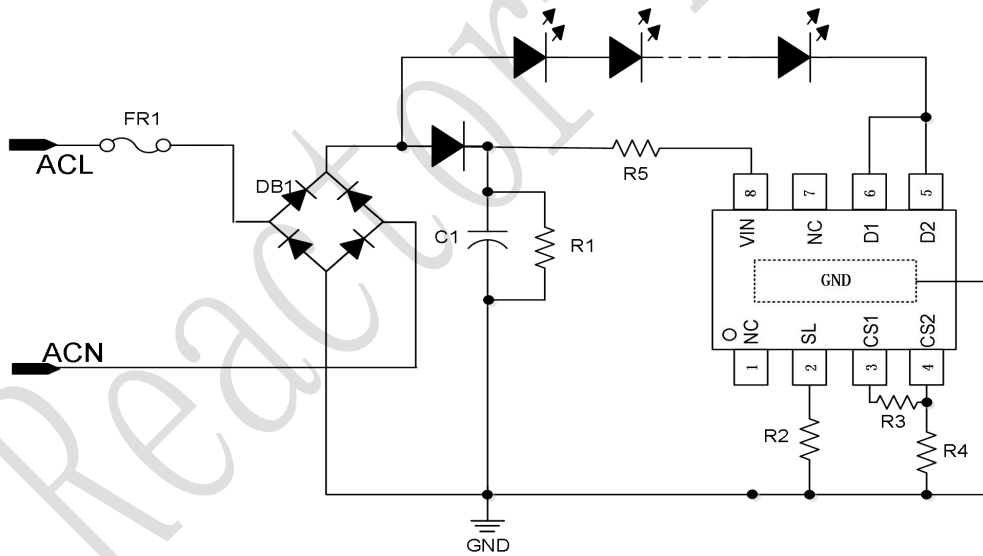 Reactor
FR1
ACL
DB1
R5
C1
R1
ACN
8
7
6
5
VIN
NC
D1
D2
GND
NC
SL
CS1
CS2
1
2
3
4
R3
R2
R4
GND